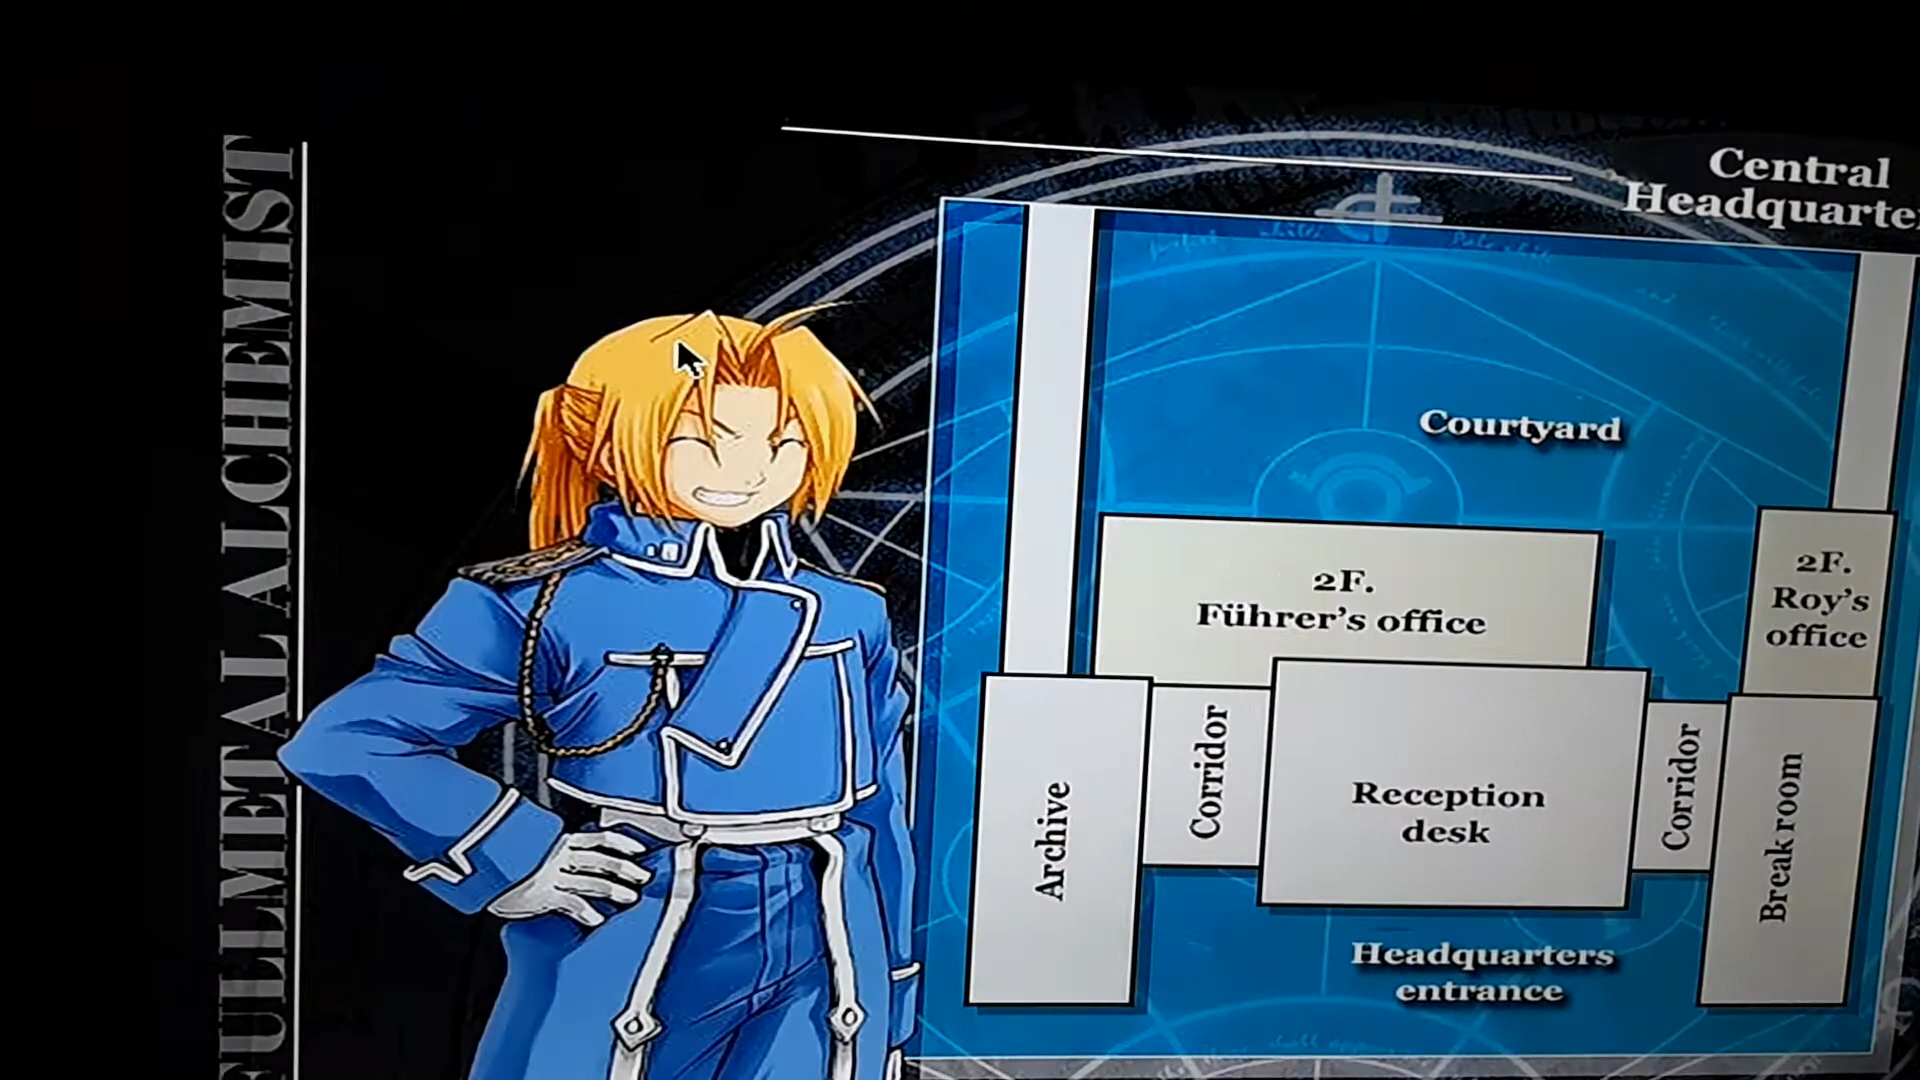 FULLMETAL ALCHEMIST
Central
Headquarte
Courtyard
2F.
Führer's office
2F.
Roy's
office
Archive
Corridor
Reception
desk
Corridor
Break room
Headquarters
entrance